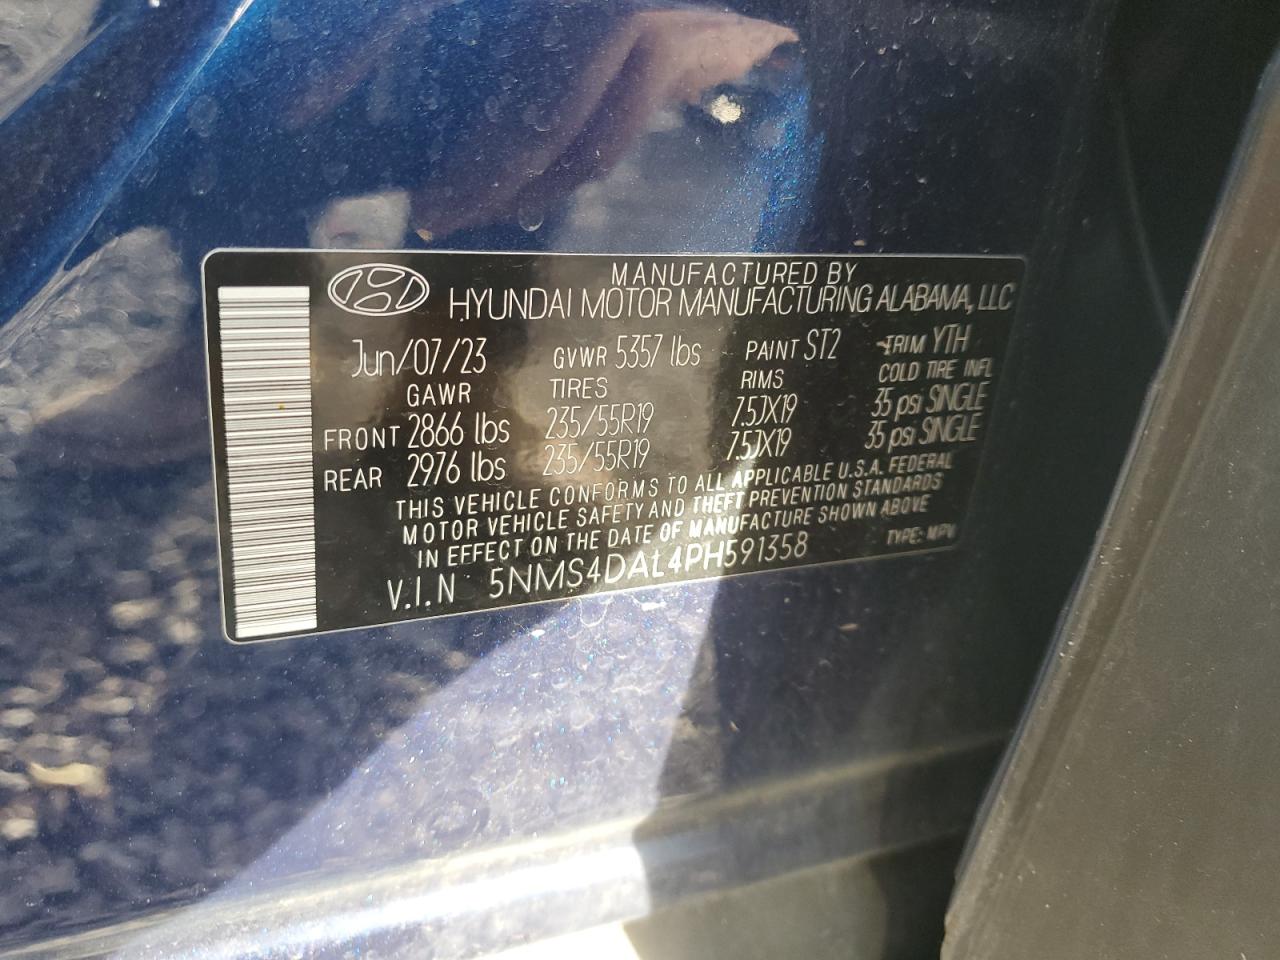 MANUFACTURED BY
HYUNDAI MOTOR MANUFACTURING ALABAMA, LLC
Jun/07/23 GVWR 5357 lbs PAINT ST2 TRIM YTH
GAWR TIRES RIMS COLD TIRE INFL
FRONT 2866 lbs 235/55R19 7.5JX19 35 psi SINGLE
REAR 2976 lbs 235/55R19 7.5JX19 35 psi SINGLE
THIS VEHICLE CONFORMS TO ALL APPLICABLE U.S.A. FEDERAL
MOTOR VEHICLE SAFETY AND THEFT PREVENTION STANDARDS
IN EFFECT ON THE DATE OF MANUFACTURE SHOWN ABOVE
V.I.N 5NMS4DAL4PH591358 TYPE: MPV